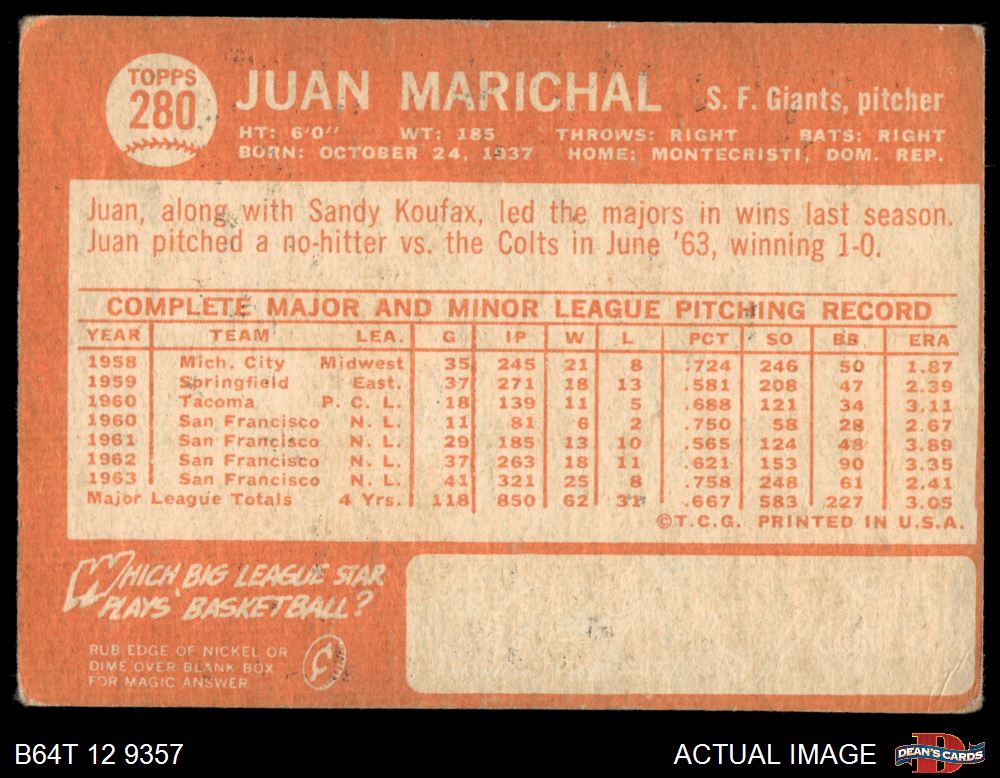 TOPPS
280
JUAN MARICHAL S. F. Giants, pitcher
HT: 6'0" WT: 185 THROWS: RIGHT BATS: RIGHT
BORN: OCTOBER 24, 1937 HOME: MONTECRISTI, DOM. REP.
Juan, along with Sandy Koufax, led the majors in wins last season.
Juan pitched a no-hitter vs. the Colts in June '63, winning 1-0.
COMPLETE MAJOR AND MINOR LEAGUE PITCHING RECORD
YEAR TEAM LEA. G IP W L PCT SO BB ERA
1958 Mich. City Midwest 35 245 21 8 .724 246 50 1.87
1959 Springfield East. 37 271 18 13 .581 208 47 2.39
1960 Tacoma P. C. L. 18 139 11 5 .688 121 34 3.11
1960 San Francisco N. L. 11 81 6 2 .750 58 28 2.67
1961 San Francisco N. L. 29 185 13 10 .565 124 48 3.89
1962 San Francisco N. L. 37 263 18 11 .621 153 90 3.35
1963 San Francisco N. L. 41 321 25 8 .758 248 61 2.41
Major League Totals 4 Yrs. 118 850 62 31 .667 583 227 3.05
©T.C.G. PRINTED IN U.S.A.
WHICH BIG LEAGUE STAR
PLAYS BASKETBALL?
RUB EDGE OF NICKEL OR
DIME OVER BLANK BOX
FOR MAGIC ANSWER
B64T 12 9357 ACTUAL IMAGE DEAN'S CARDS